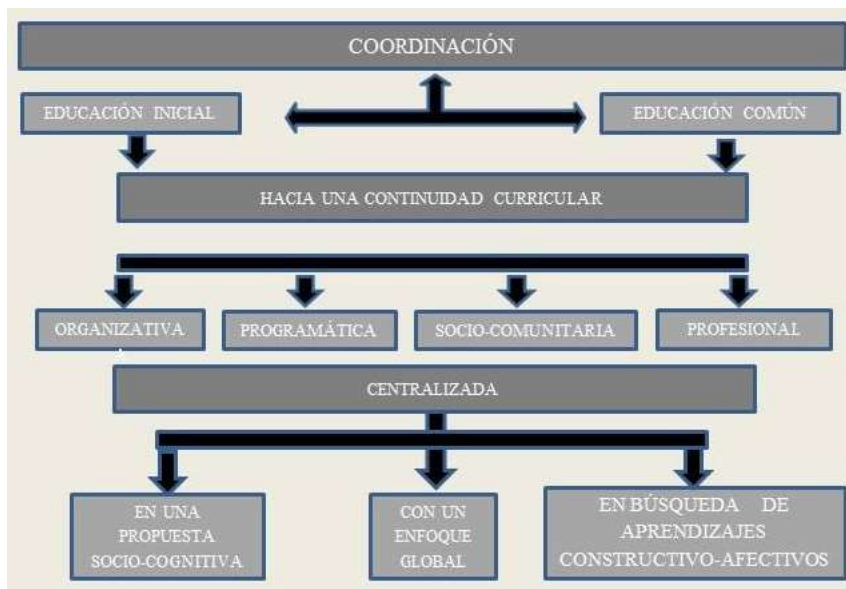 COORDINACIÓN
EDUCACIÓN INICIAL
EDUCACIÓN COMÚN
HACIA UNA CONTINUIDAD CURRICULAR
ORGANIZATIVA
PROGRAMÁTICA
SOCIO-COMUNITARIA
PROFESIONAL
CENTRALIZADA
EN UNA
PROPUESTA
SOCIO-COGNITIVA
CON UN
ENFOQUE
GLOBAL
EN BÚSQUEDA DE
APRENDIZAJES
CONSTRUCTIVO-AFECTIVOS